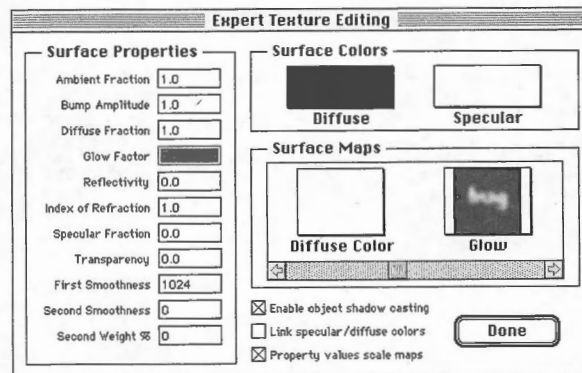 Expert Texture Editing
Surface Properties
Ambient Fraction 1.0
Bump Amplitude 1.0
Diffuse Fraction 1.0
Glow Factor
Reflectivity 0.0
Index of Refraction 1.0
Specular Fraction 0.0
Transparency 0.0
First Smoothness 1024
Second Smoothness 0
Second Weight % 0
Surface Colors
Diffuse
Specular
Surface Maps
Diffuse Color
Glow
Enable object shadow casting
Link specular/diffuse colors
Property values scale maps
Done